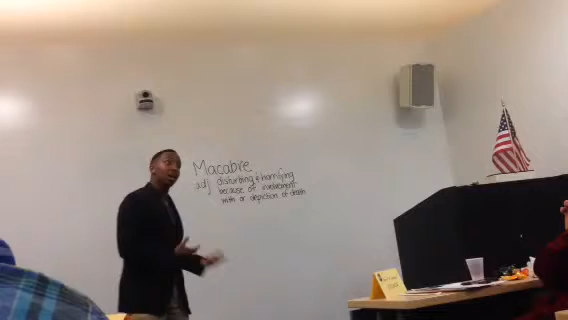 Macabre
adj disturbing & horrifying
because of involvement
with or depiction of death